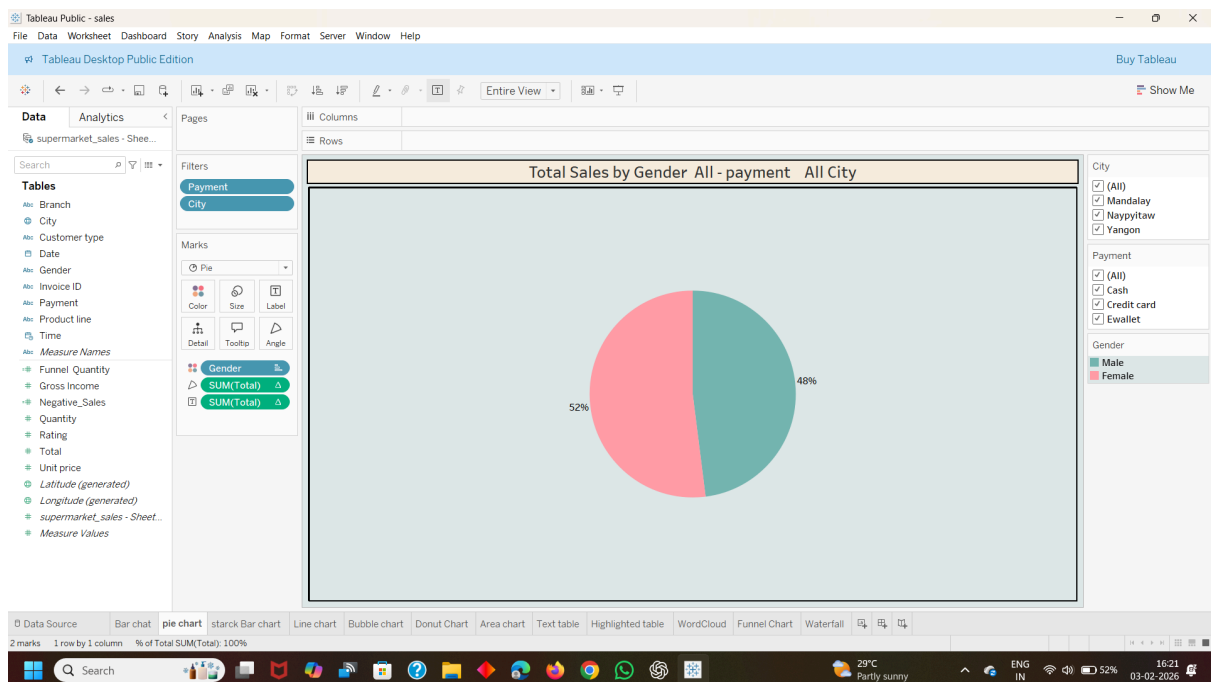 Tableau Public - sales
File Data Worksheet Dashboard Story Analysis Map Format Server Window Help
Tableau Desktop Public Edition
Buy Tableau
Entire View
Show Me
Data Analytics
supermarket_sales - Shee...
Search
Tables
Abc Branch
City
Abc Customer type
Date
Abc Gender
Abc Invoice ID
Abc Payment
Abc Product line
Time
Abc Measure Names
Funnel Quantity
# Gross Income
Negative_Sales
# Quantity
# Rating
# Total
# Unit price
Latitude (generated)
Longitude (generated)
# supermarket_sales - Sheet...
# Measure Values
Pages
Filters
Payment
City
Marks
Pie
Color Size Label
Detail Tooltip Angle
Gender
SUM(Total)
SUM(Total)
Columns
Rows
Total Sales by Gender All - payment All City
48%
52%
City
(All)
Mandalay
Naypyitaw
Yangon
Payment
(All)
Cash
Credit card
Ewallet
Gender
Male
Female
Data Source Bar chat pie chart starck Bar chart Line chart Bubble chart Donut Chart Area chart Text table Highlighted table WordCloud Funnel Chart Waterfall
2 marks 1 row by 1 column % of Total SUM(Total): 100%
Search
29°C
Partly sunny
ENG
IN
52%
16:21
03-02-2026